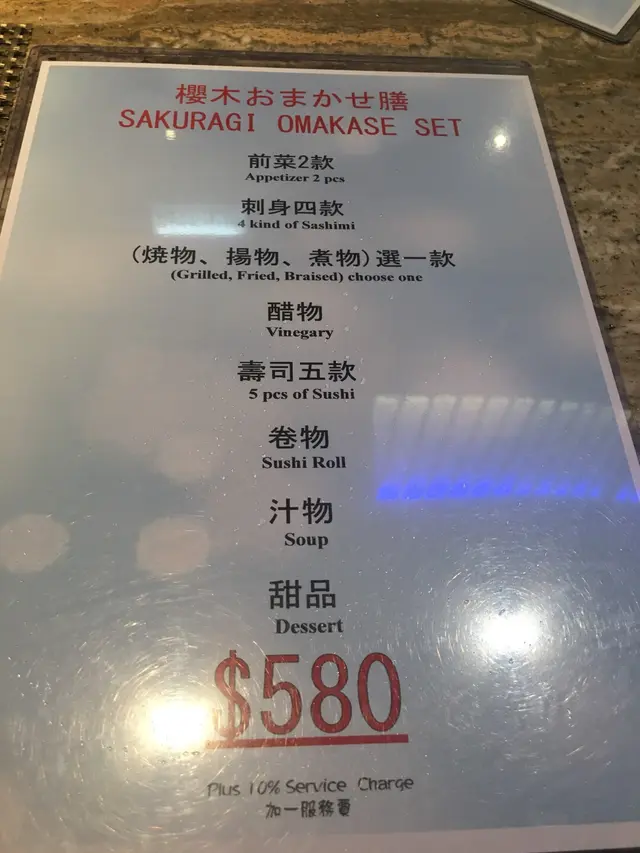 櫻木おまかせ膳
SAKURAGI OMAKASE SET
前菜2款
Appetizer 2 pcs
刺身四款
4 kind of Sashimi
(燒物、揚物、煮物)選一款
(Grilled, Fried, Braised) choose one
醋物
Vinegary
壽司五款
5 pcs of Sushi
卷物
Sushi Roll
汁物
Soup
甜品
Dessert
$580
Plus 10% Service Charge
加一服務費